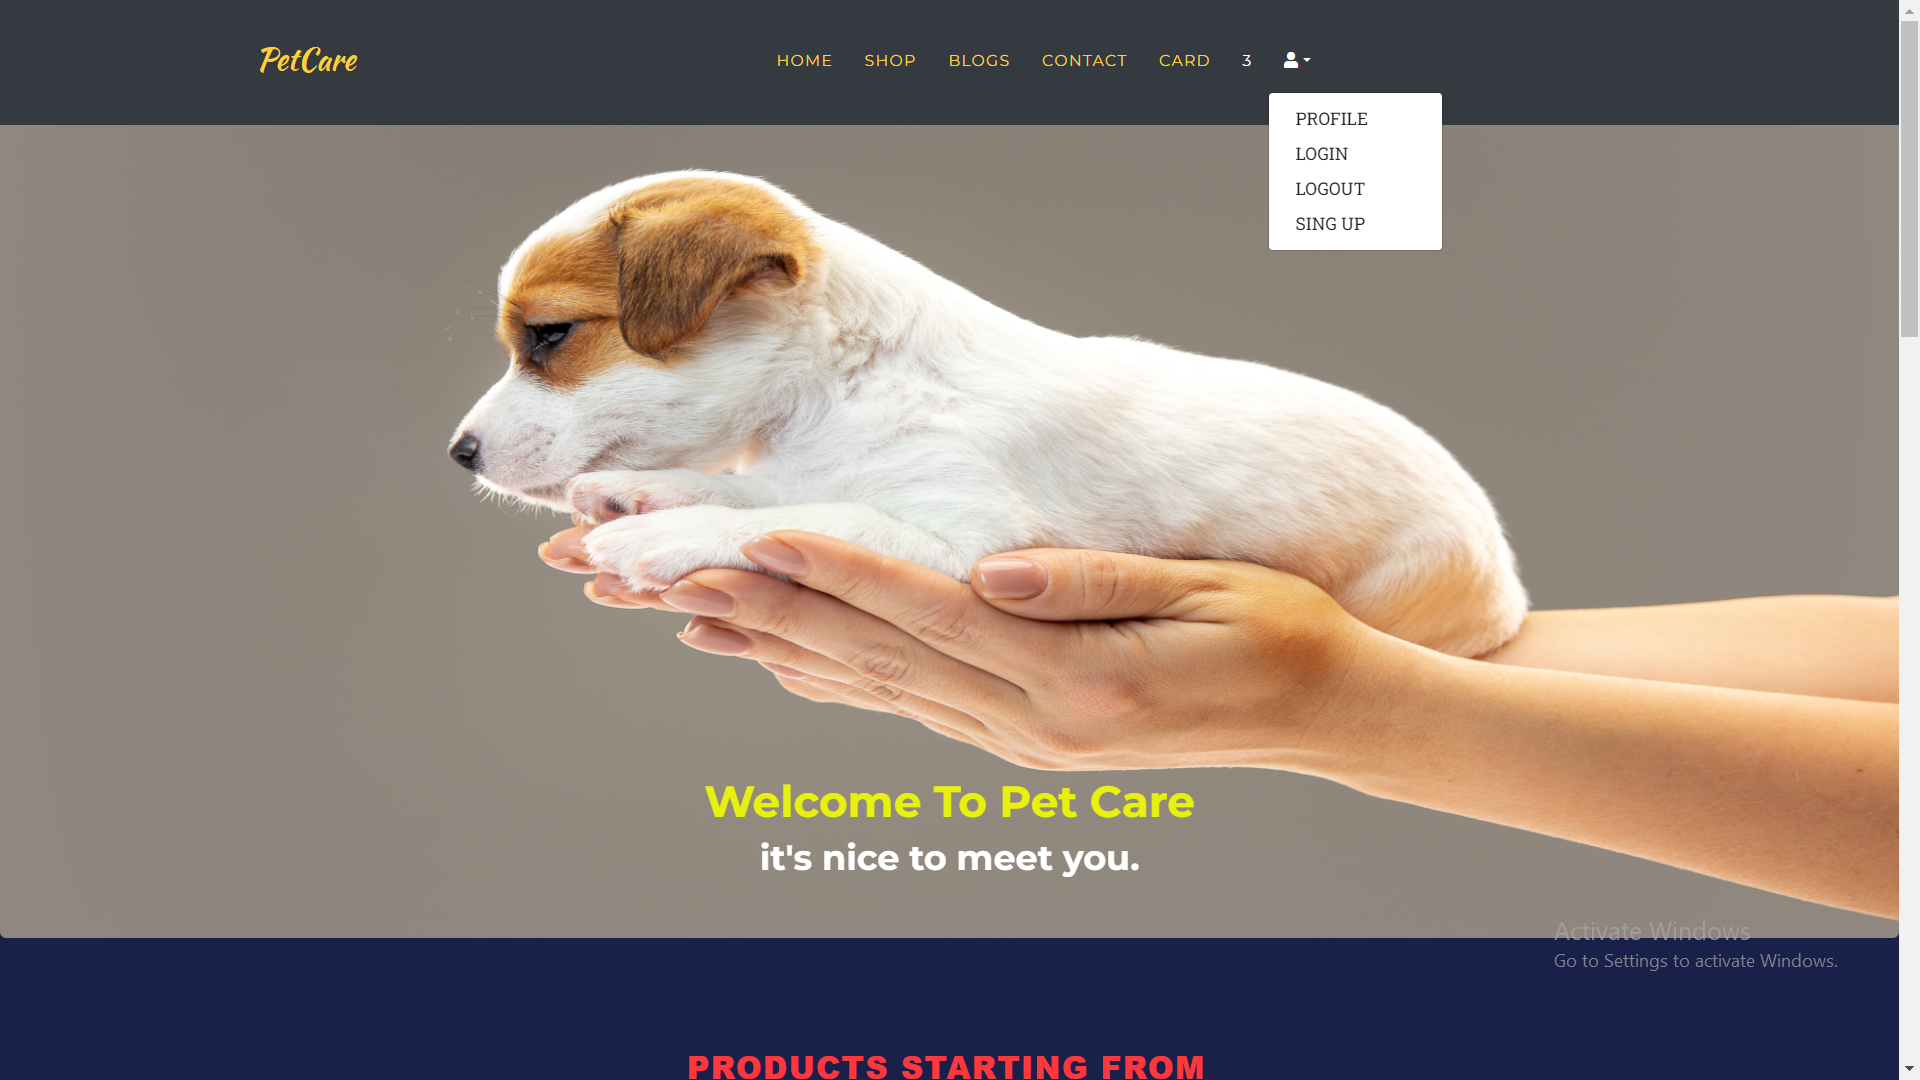 PetCare
HOME SHOP BLOGS CONTACT CARD 3
PROFILE
LOGIN
LOGOUT
SING UP
Welcome To Pet Care
it's nice to meet you.
Activate Windows
Go to Settings to activate Windows.
PRODUCTS STARTING FROM